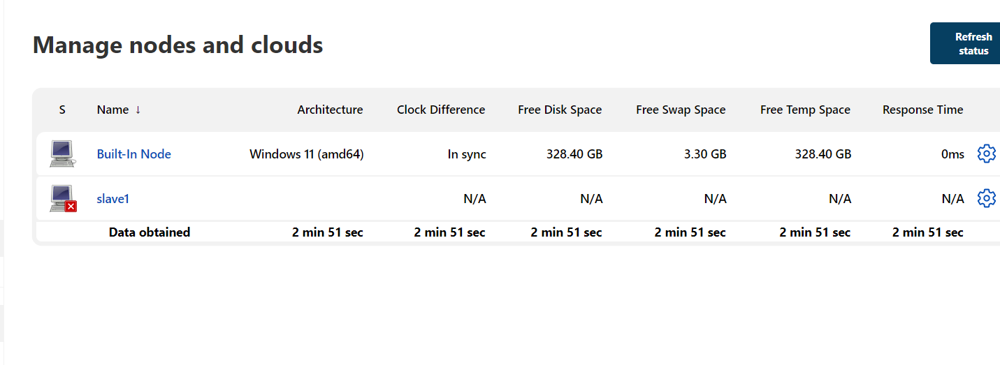 Manage nodes and clouds
Refresh
status
S Name ↓ Architecture Clock Difference Free Disk Space Free Swap Space Free Temp Space Response Time
Built-In Node Windows 11 (amd64) In sync 328.40 GB 3.30 GB 328.40 GB 0ms
slave1 N/A N/A N/A N/A N/A
Data obtained 2 min 51 sec 2 min 51 sec 2 min 51 sec 2 min 51 sec 2 min 51 sec 2 min 51 sec